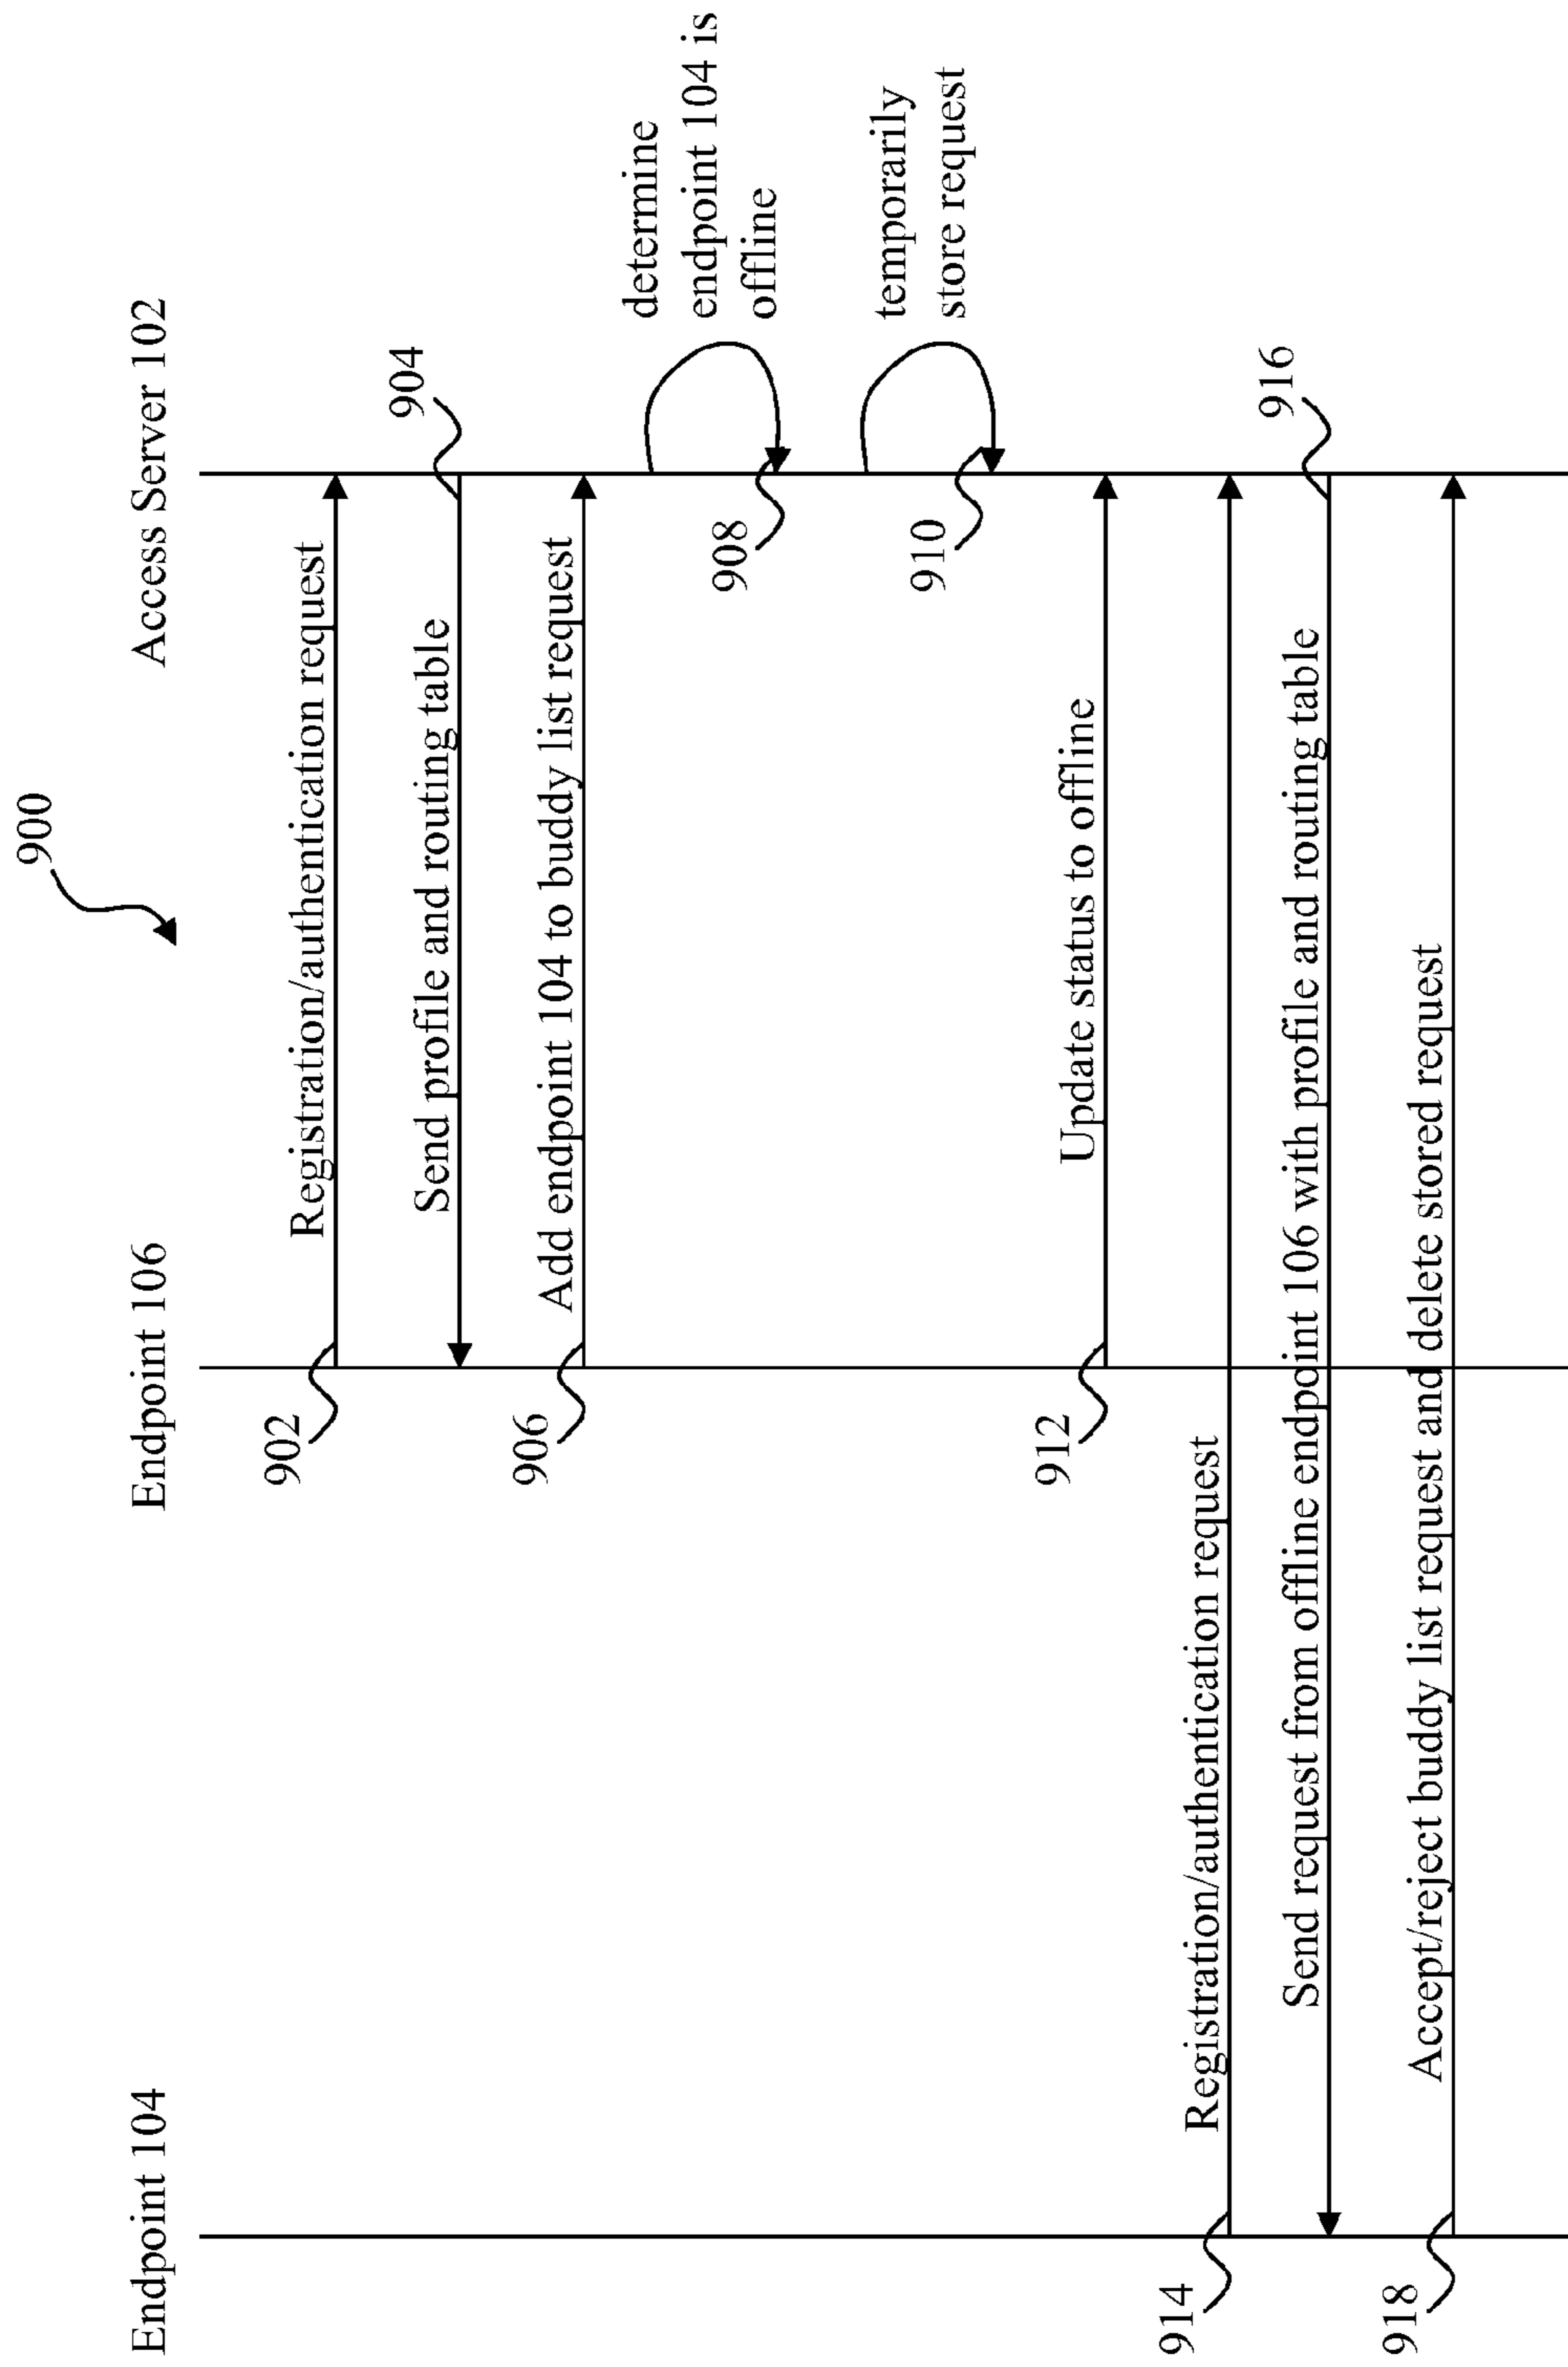 900
Endpoint 104
Endpoint 106
Access Server 102
902
Registration/authentication request
904
Send profile and routing table
906
Add endpoint 104 to buddy list request
determine
endpoint 104 is
offline
908
temporarily
store request
910
912
Update status to offline
914
Registration/authentication request
916
Send request from offline endpoint 106 with profile and routing table
918
Accept/reject buddy list request and delete stored request